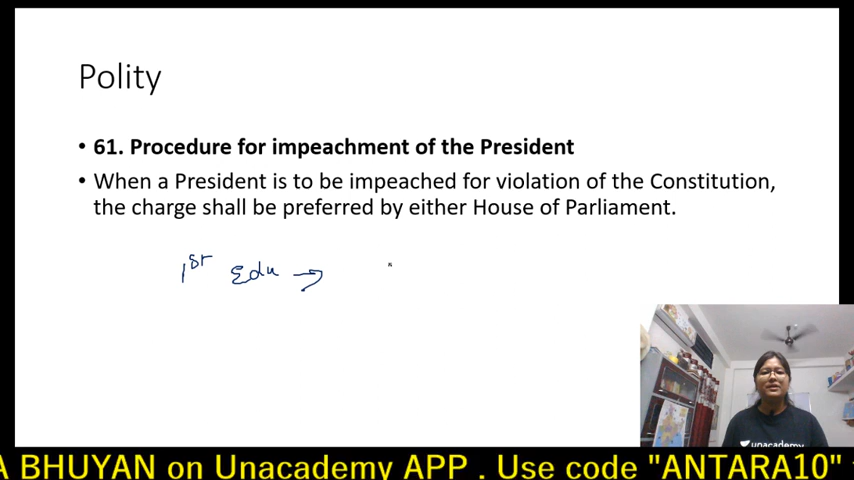 Polity
• 61. Procedure for impeachment of the President
• When a President is to be impeached for violation of the Constitution,
the charge shall be preferred by either House of Parliament.
1st Edu →
unacademy
A BHUYAN on Unacademy APP . Use code "ANTARA10"